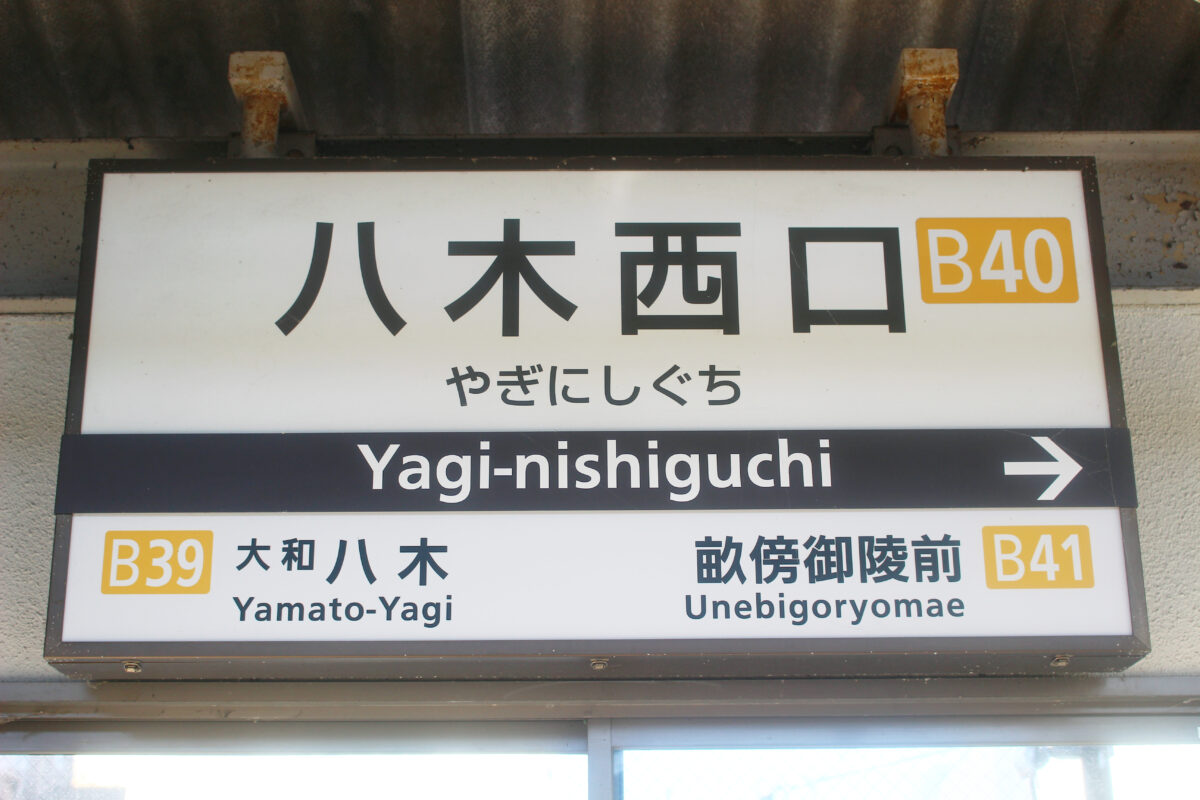 八木西口 B40
やぎにしぐち
Yagi-nishiguchi →
B39 大和八木
Yamato-Yagi
畝傍御陵前 B41
Unebigoryomae